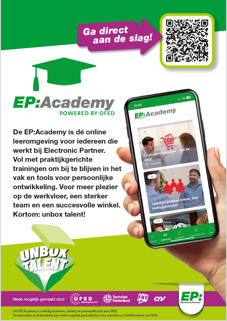 Ga direct
aan de slag!
EP:Academy
POWERED BY OFED
De EP:Academy is dé online
leeromgeving voor iedereen die
werkt bij Electronic Partner.
Vol met praktijkgerichte
trainingen om bij te blijven in het
vak en tools voor persoonlijke
ontwikkeling. Voor meer plezier
op de werkvloer, een sterker
team en een succesvolle winkel.
Kortom: unbox talent!
EP:Academy
UNBOX
TALENT
Mede mogelijk gemaakt door
OFED
Techniek
Nederland
FNV
CNV
EP: